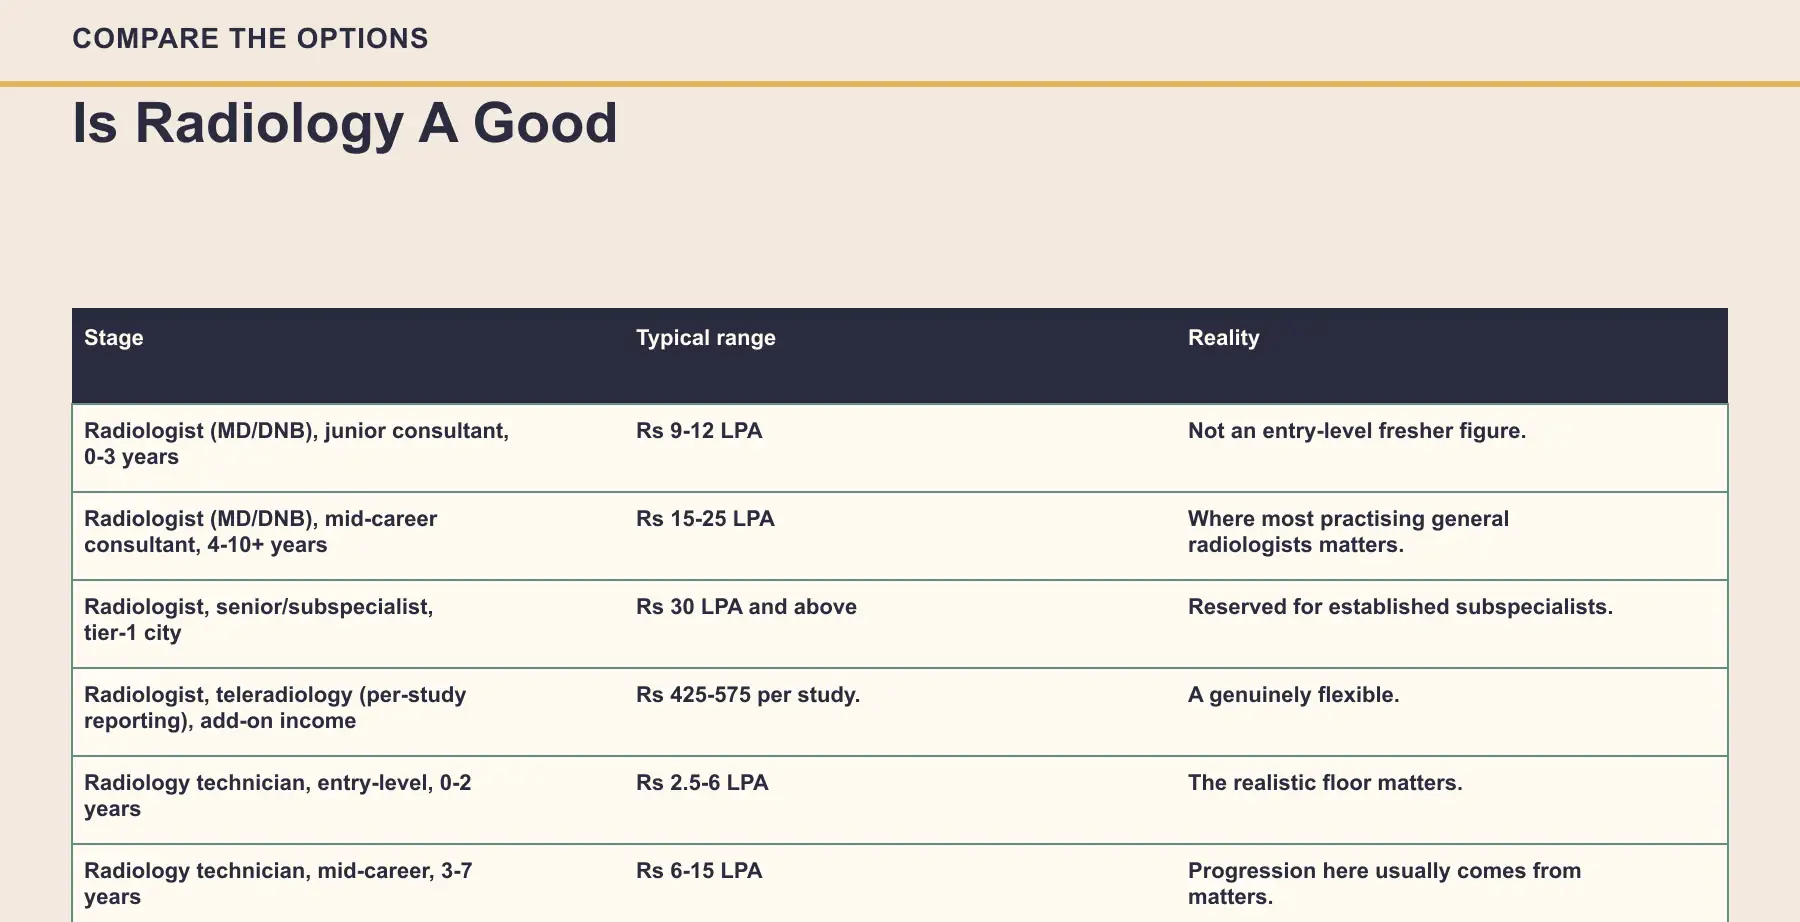 COMPARE THE OPTIONS
Is Radiology A Good
Stage
Typical range
Reality
Radiologist (MD/DNB), junior consultant,
0-3 years
Rs 9-12 LPA
Not an entry-level fresher figure.
Radiologist (MD/DNB), mid-career
consultant, 4-10+ years
Rs 15-25 LPA
Where most practising general
radiologists matters.
Radiologist, senior/subspecialist,
tier-1 city
Rs 30 LPA and above
Reserved for established subspecialists.
Radiologist, teleradiology (per-study
reporting), add-on income
Rs 425-575 per study.
A genuinely flexible.
Radiology technician, entry-level, 0-2
years
Rs 2.5-6 LPA
The realistic floor matters.
Radiology technician, mid-career, 3-7
years
Rs 6-15 LPA
Progression here usually comes from
matters.